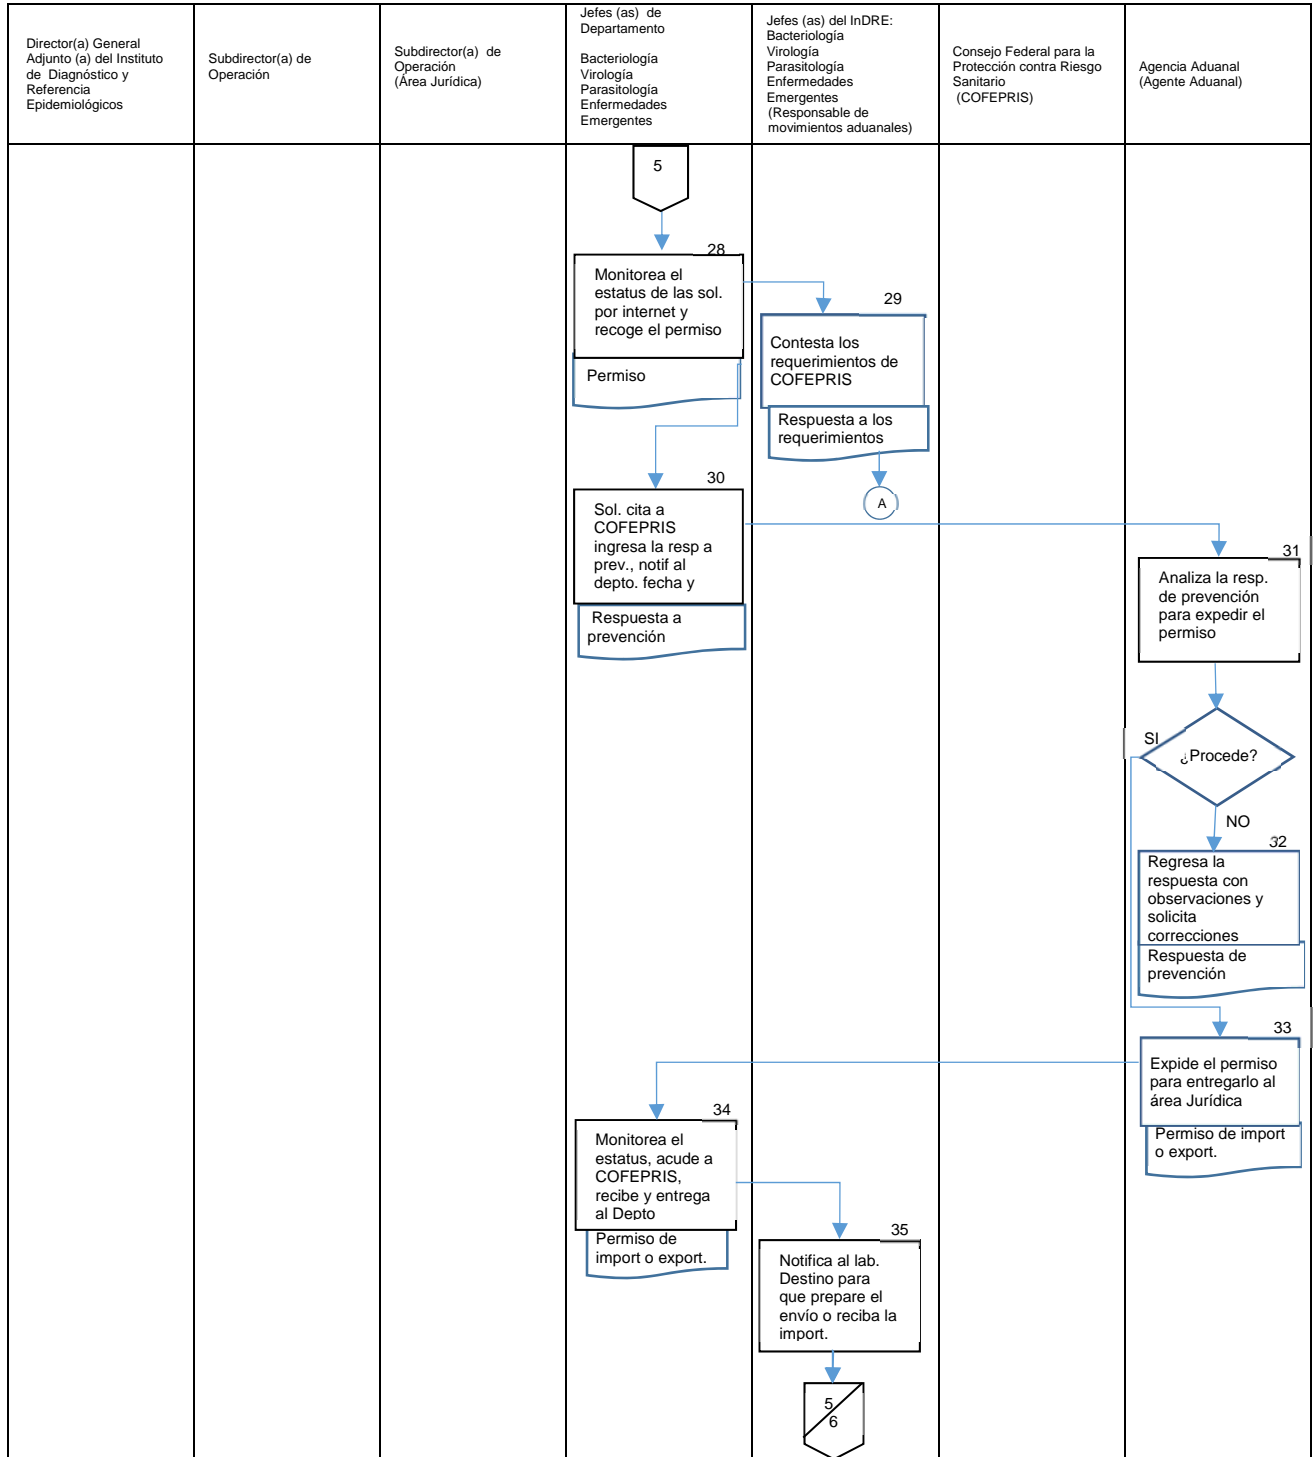 Director(a) General
Adjunto (a) del Instituto
de Diagnóstico y
Referencia
Epidemiológicos
Subdirector(a) de
Operación
Subdirector(a) de
Operación
(Área Jurídica)
Jefes (as) de
Departamento
Bacteriología
Virología
Parasitología
Enfermedades
Emergentes
Jefes (as) del InDRE:
Bacteriología
Virología
Parasitología
Enfermedades
Emergentes
(Responsable de
movimientos aduanales)
Consejo Federal para la
Protección contra Riesgo
Sanitario
(COFEPRIS)
Agencia Aduanal
(Agente Aduanal)
5
28
Monitorea el
estatus de las sol.
por internet y
recoge el permiso
Permiso
29
Contesta los
requerimientos de
COFEPRIS
Respuesta a los
requerimientos
A
30
Sol. cita a
COFEPRIS
ingresa la resp a
prev., notif al
depto. fecha y
Respuesta a
prevención
31
Analiza la resp.
de prevención
para expedir el
permiso
¿Procede?
SI
NO
32
Regresa la
respuesta con
observaciones y
solicita
correcciones
Respuesta de
prevención
33
Expide el permiso
para entregarlo al
área Jurídica
Permiso de import
o export.
34
Monitorea el
estatus, acude a
COFEPRIS,
recibe y entrega
al Depto
Permiso de
import o export.
35
Notifica al lab.
Destino para
que prepare el
envío o reciba la
import.
5
6